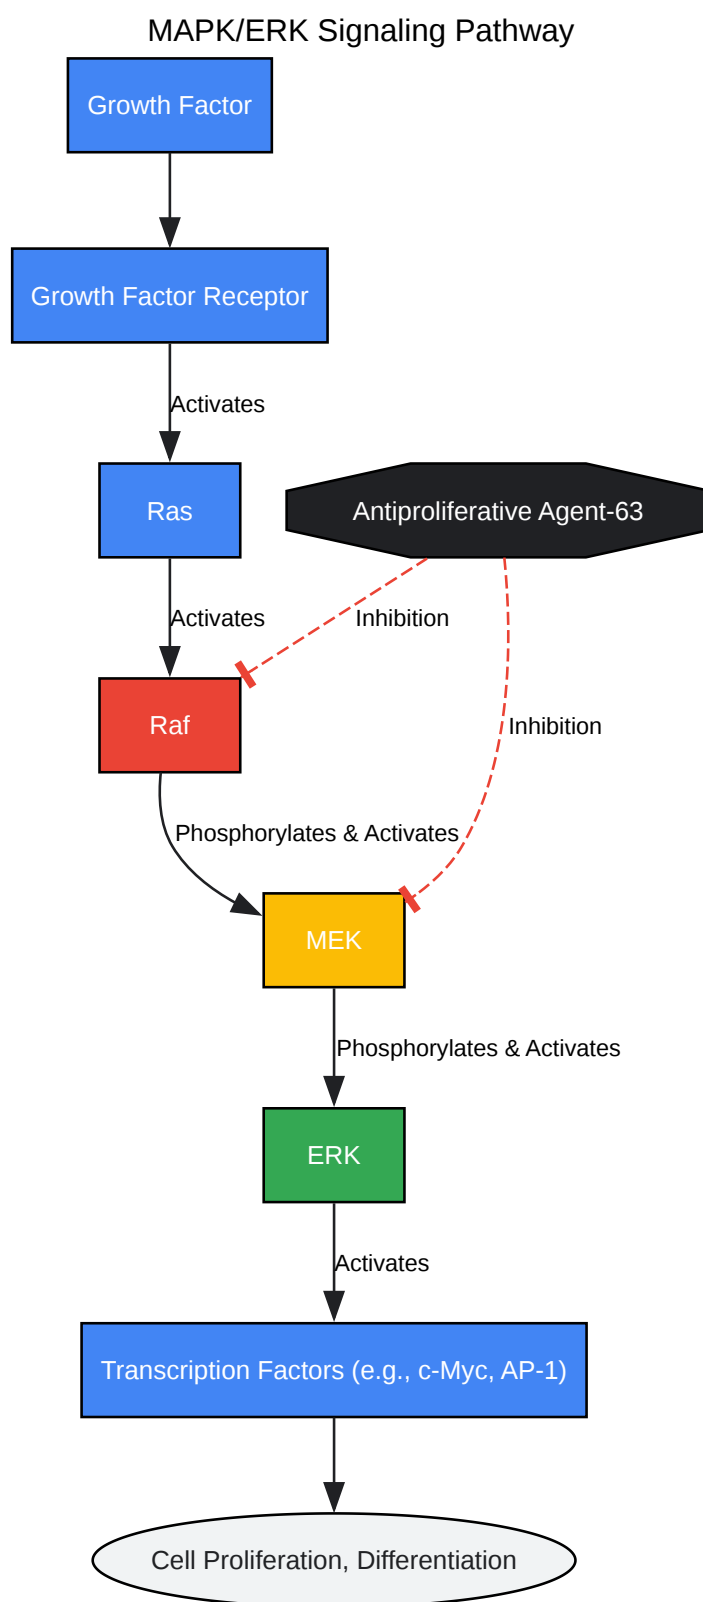 MAPK/ERK Signaling Pathway
Growth Factor
Growth Factor Receptor
Activates
Ras
Antiproliferative Agent-63
Activates
Inhibition
Raf
Inhibition
Phosphorylates & Activates
MEK
Phosphorylates & Activates
ERK
Activates
Transcription Factors (e.g., c-Myc, AP-1)
Cell Proliferation, Differentiation